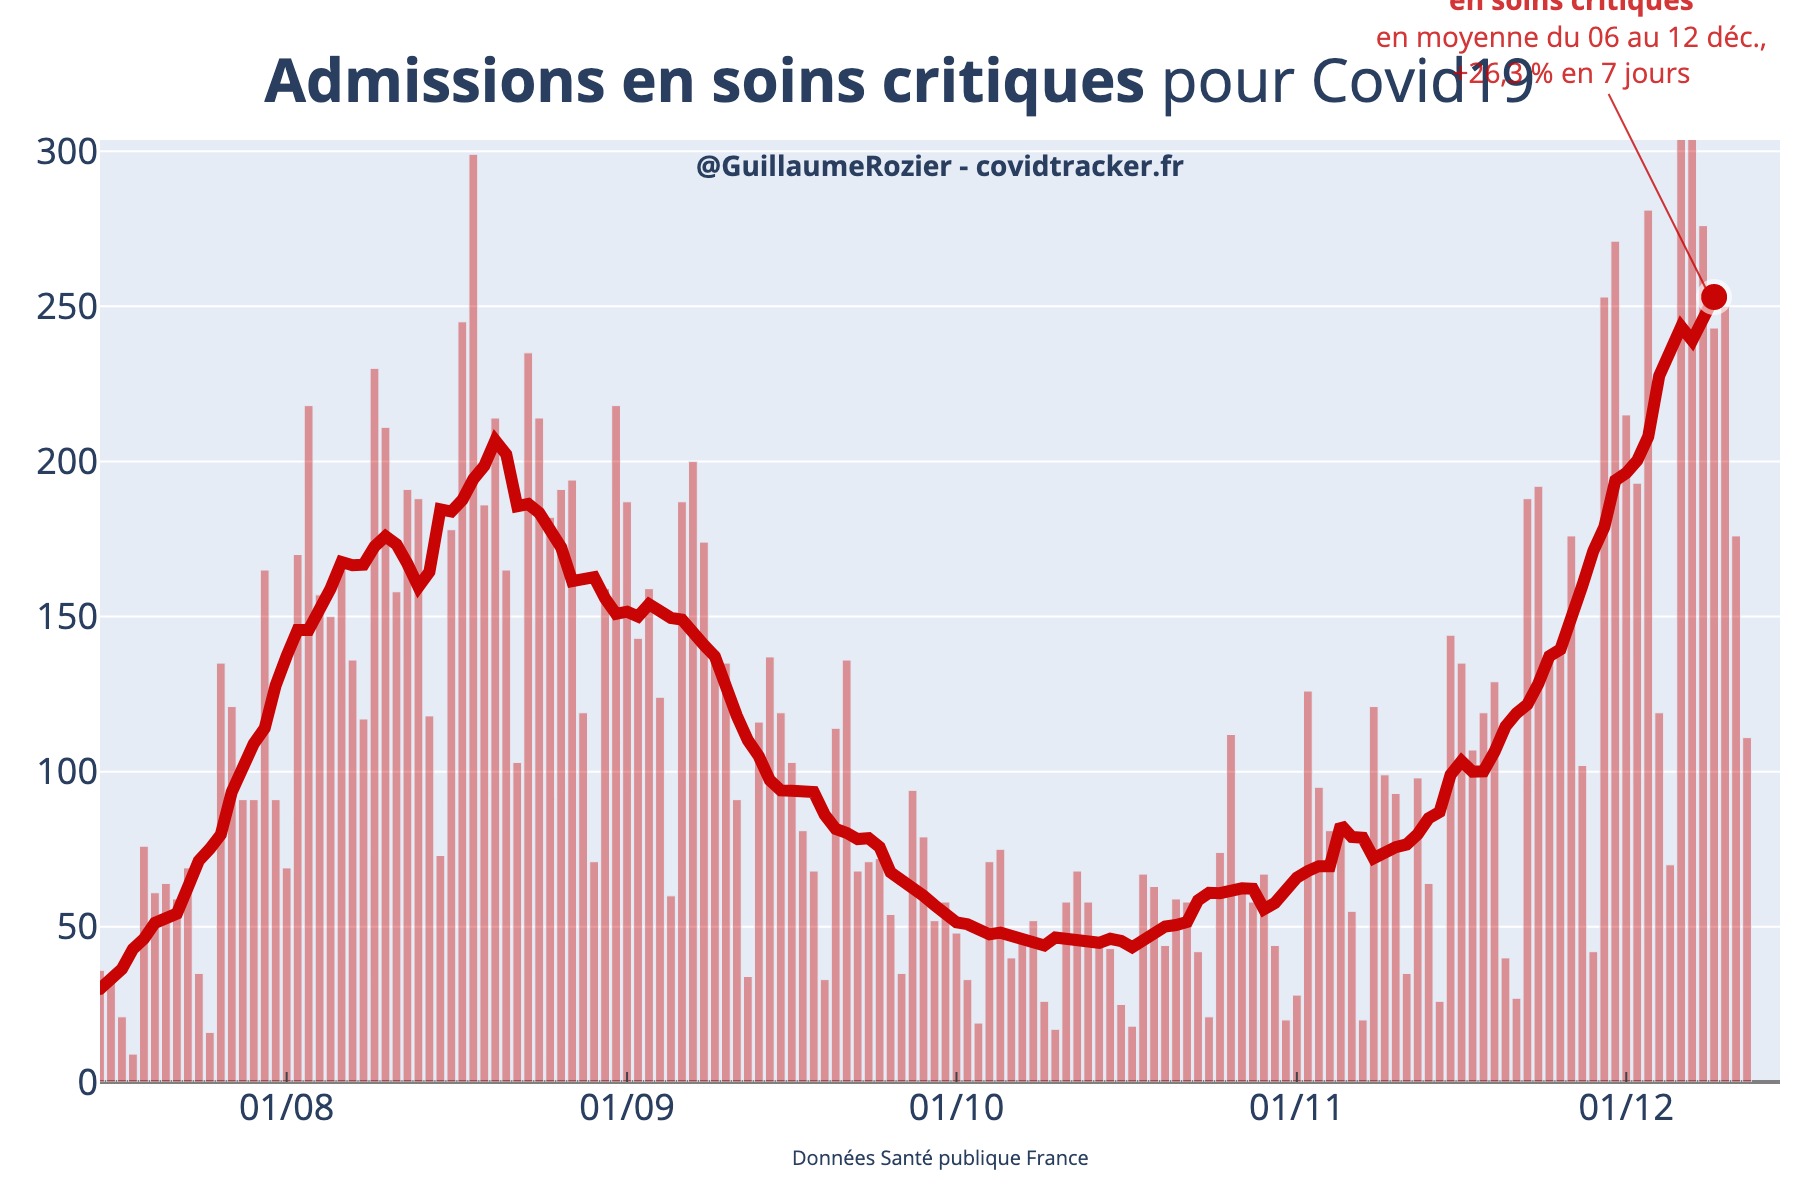 en soins critiques
en moyenne du 06 au 12 déc.,
+26,3 % en 7 jours
Admissions en soins critiques pour Covid19
@GuillaumeRozier - covidtracker.fr
300
250
200
150
100
50
0
01/08 01/09 01/10 01/11 01/12
Données Santé publique France